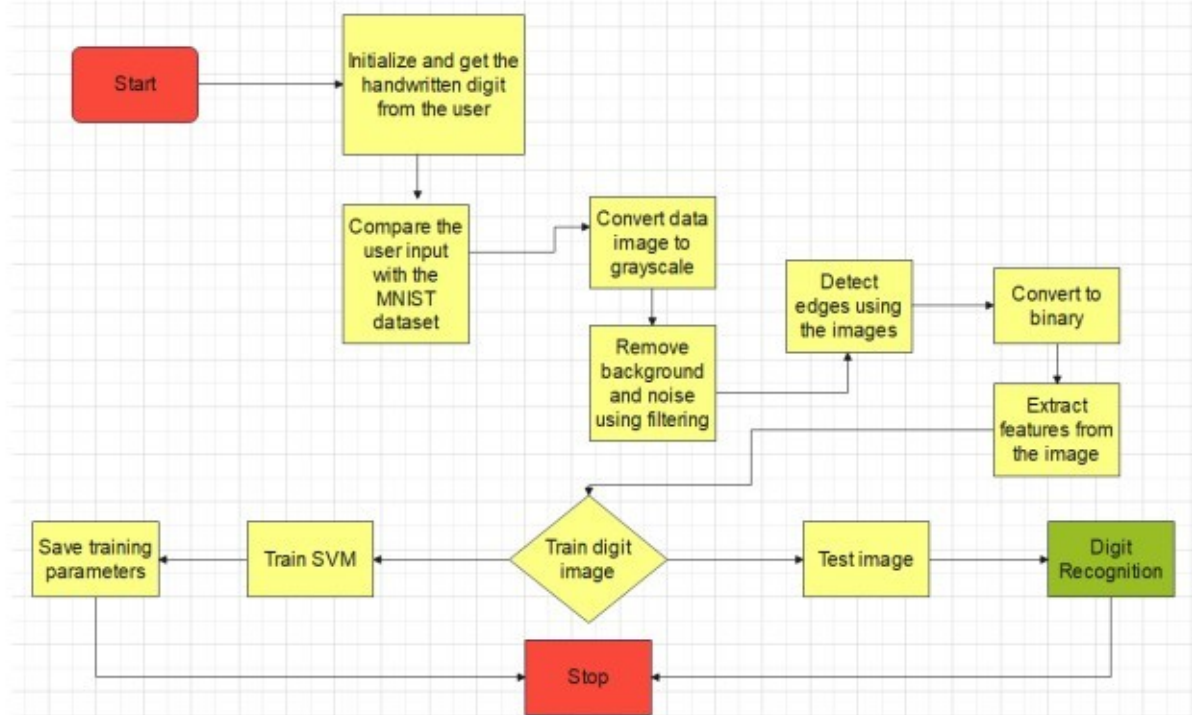 Start
Initialize and get the
handwritten digit
from the user
Compare the
user input
with the
MNIST
dataset
Convert data
image to
grayscale
Remove
background
and noise
using filtering
Detect
edges using
the images
Convert to
binary
Extract
features from
the image
Train digit
image
Train SVM
Save training
parameters
Test image
Digit
Recognition
Stop